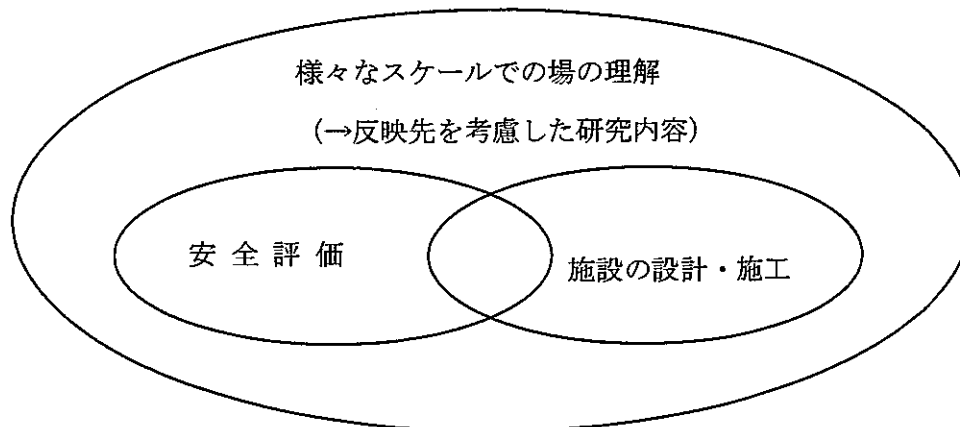 様々なスケールでの場の理解
(→反映先を考慮した研究内容)
安 全 評 価
施設の設計・施工